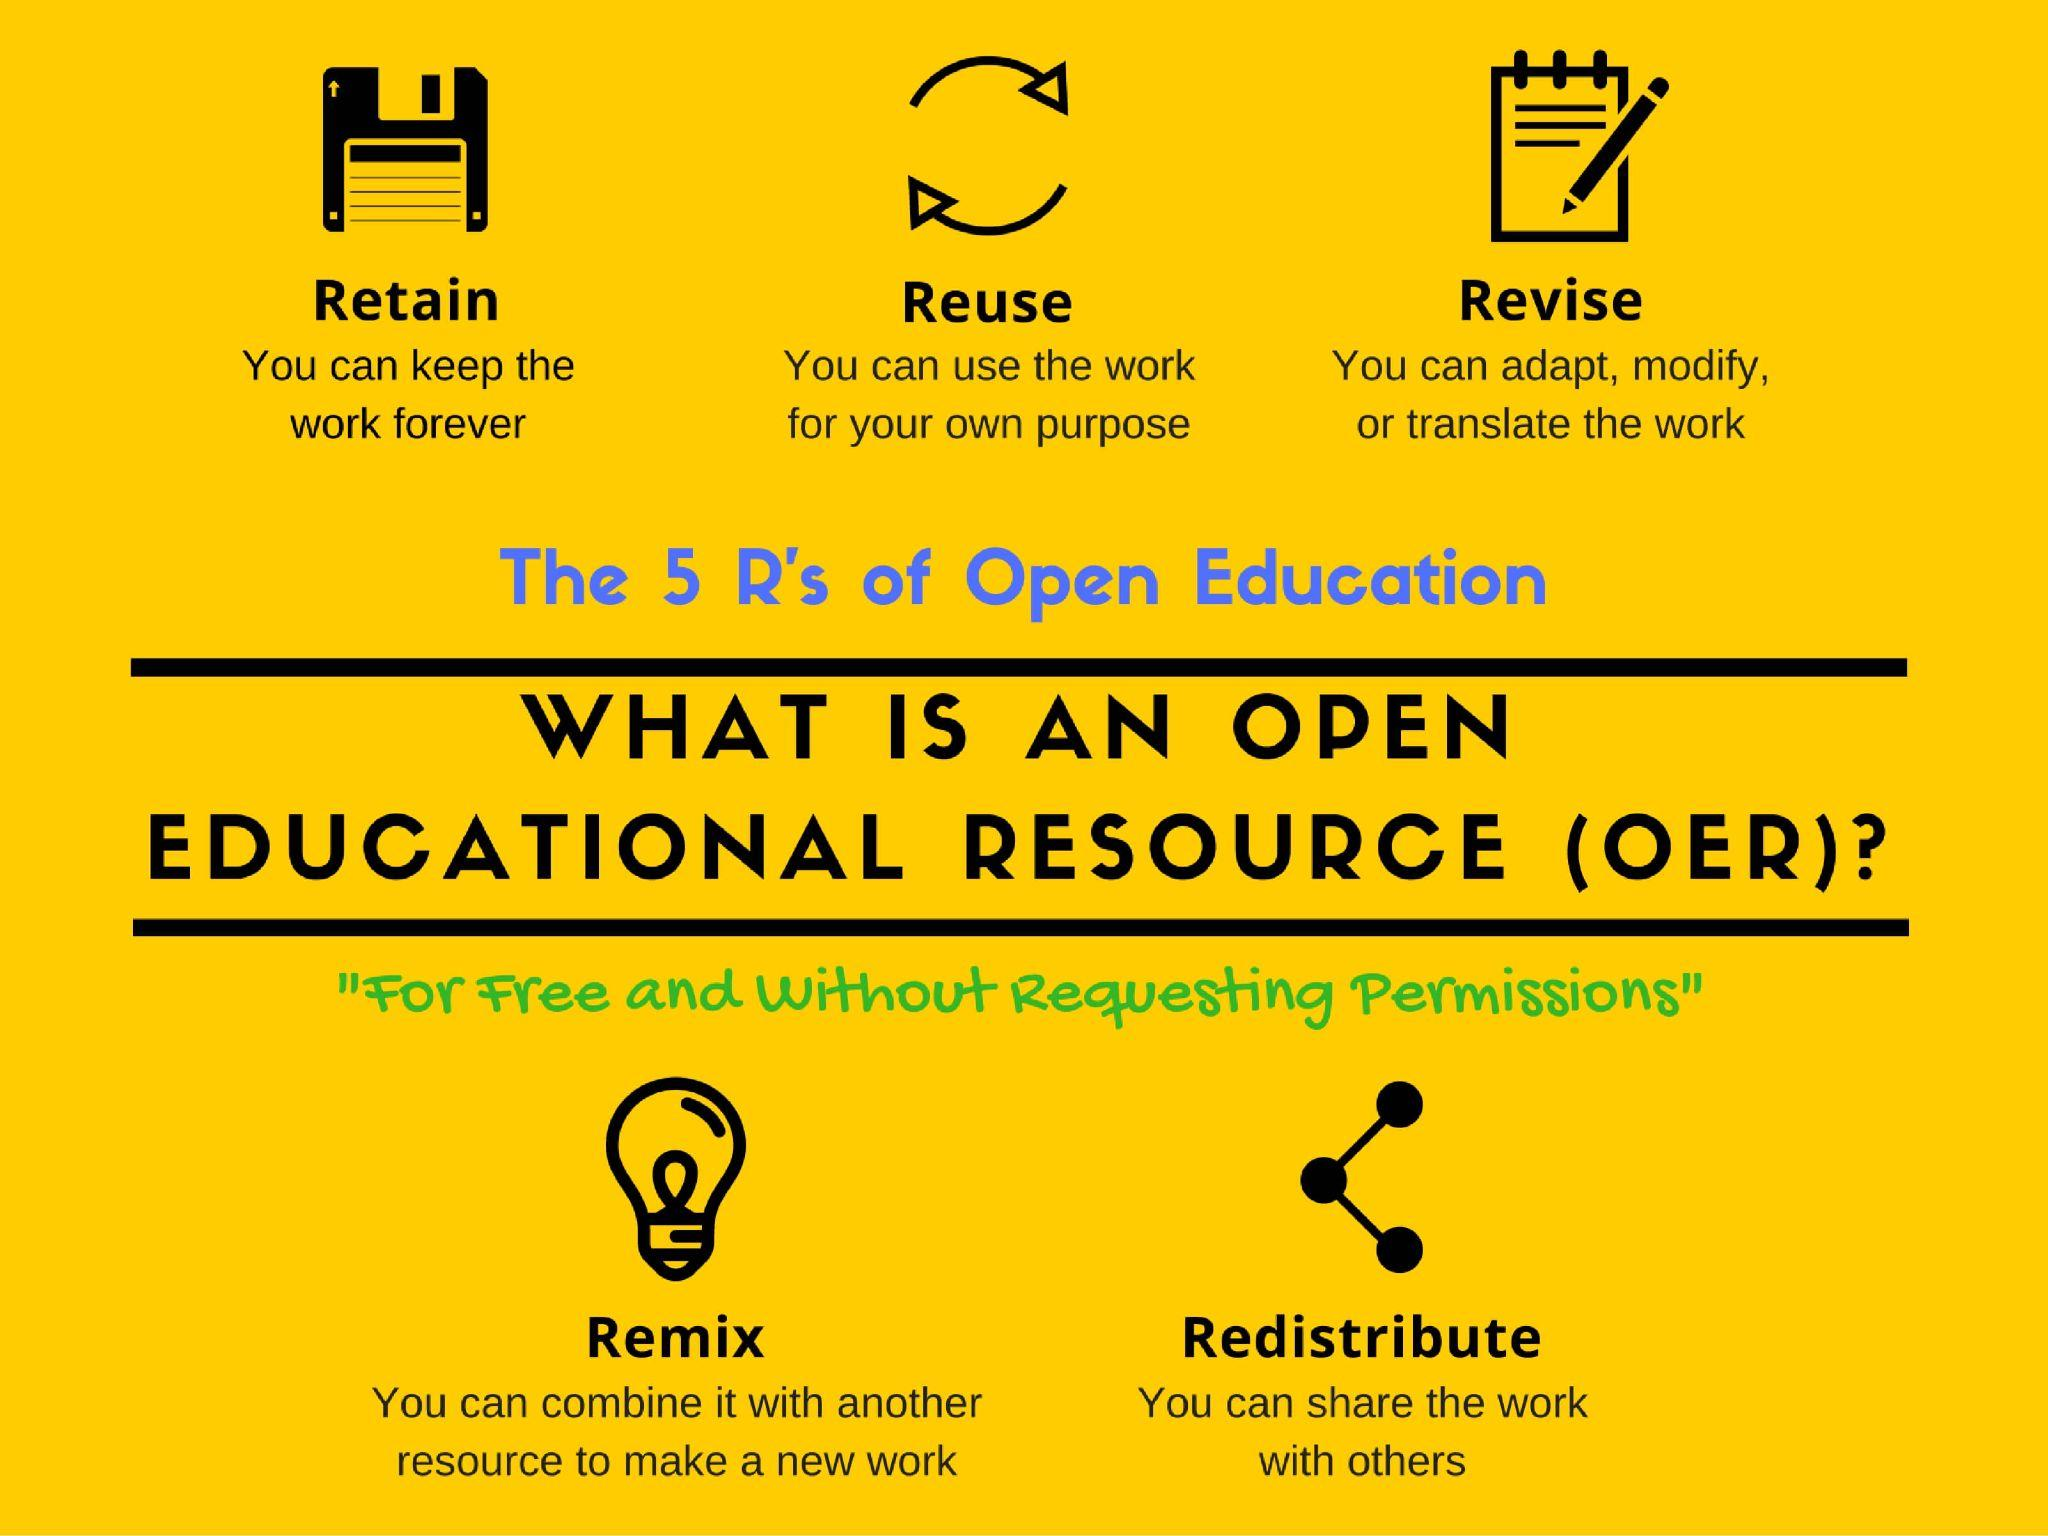 Retain
You can keep the
work forever
Reuse
You can use the work
for your own purpose
Revise
You can adapt, modify,
or translate the work
The 5 R's of Open Education
WHAT IS AN OPEN
EDUCATIONAL RESOURCE (OER)?
"For Free and Without Requesting Permissions"
Remix
You can combine it with another
resource to make a new work
Redistribute
You can share the work
with others